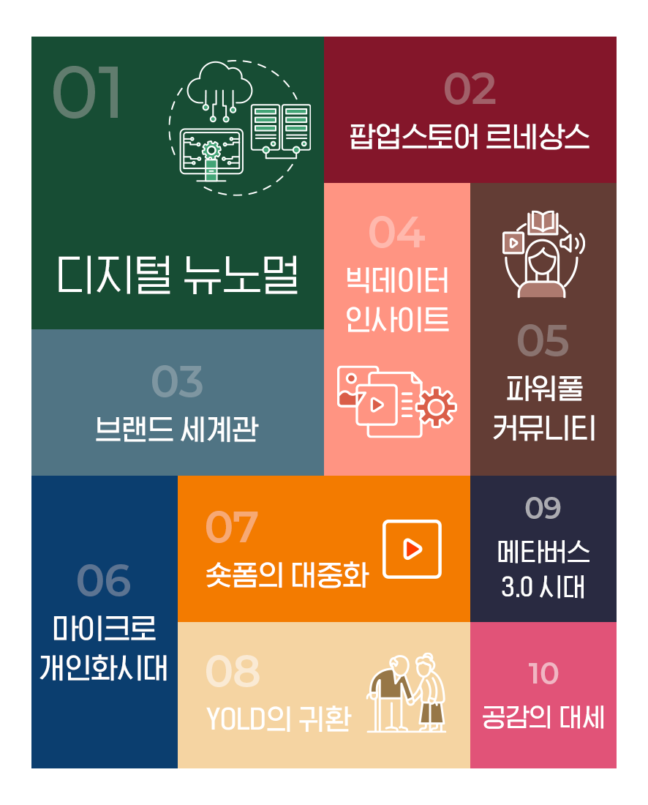 01
디지털 뉴노멀
02
팝업스토어 르네상스
03
브랜드 세계관
04
빅데이터
인사이트
05
파워풀
커뮤니티
06
마이크로
개인화시대
07
숏폼의 대중화
08
YOLD의 귀환
09
메타버스
3.0 시대
10
공감의 대세